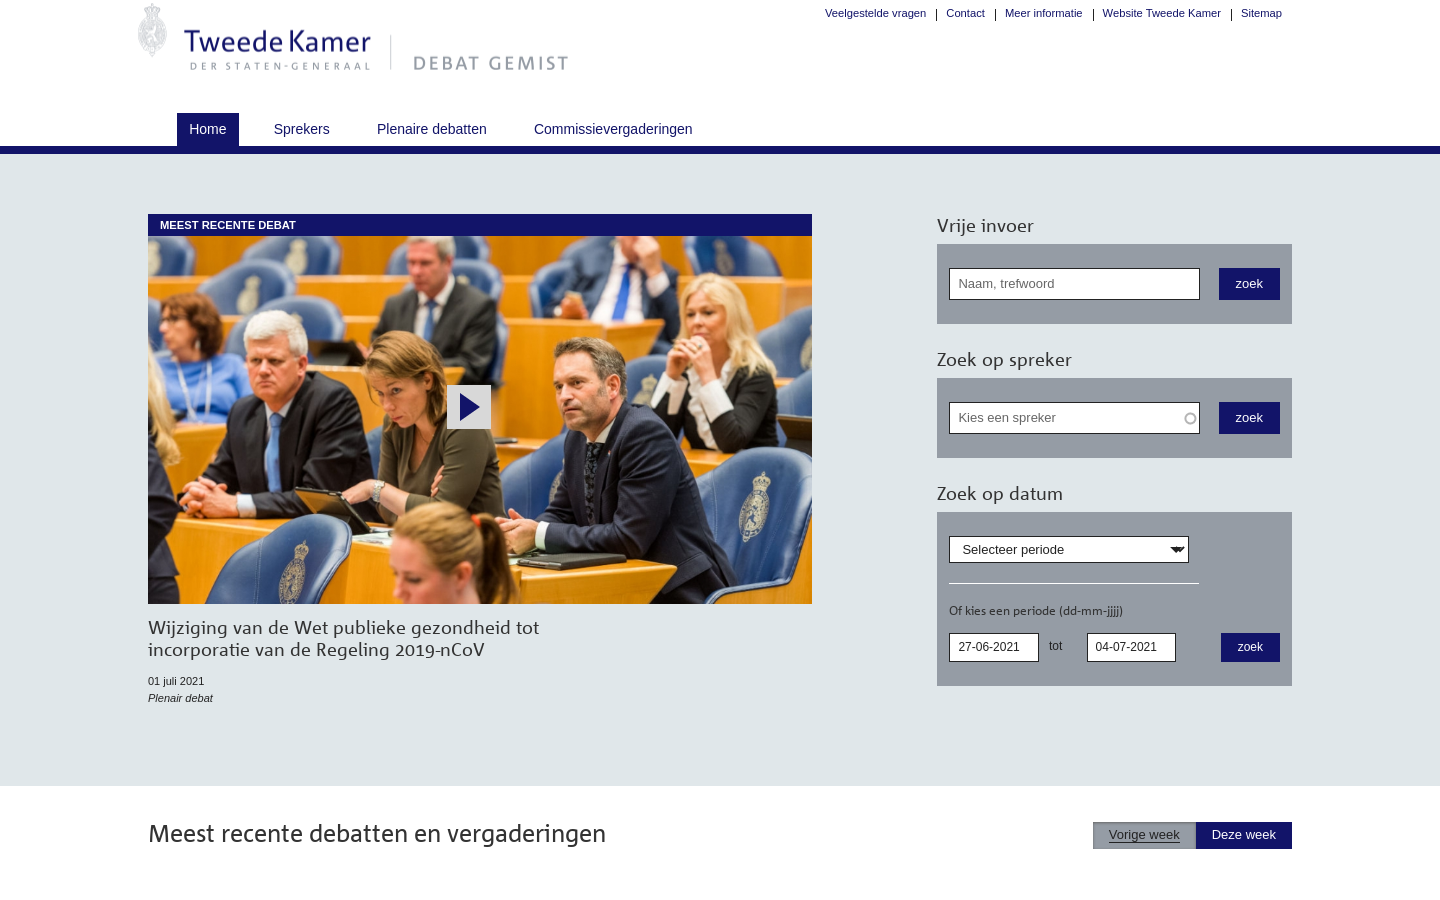 Veelgestelde vragen
Contact
Meer informatie
Website Tweede Kamer
Sitemap
Tweede Kamer
DER STATEN-GENERAAL
DEBAT GEMIST
Home
Sprekers
Plenaire debatten
Commissievergaderingen
MEEST RECENTE DEBAT
Wijziging van de Wet publieke gezondheid tot
incorporatie van de Regeling 2019-nCoV
01 juli 2021
Plenair debat
Vrije invoer
Naam, trefwoord
zoek
Zoek op spreker
Kies een spreker
zoek
Zoek op datum
Selecteer periode
Of kies een periode (dd-mm-jjjj)
27-06-2021
tot
04-07-2021
zoek
Meest recente debatten en vergaderingen
Vorige week
Deze week